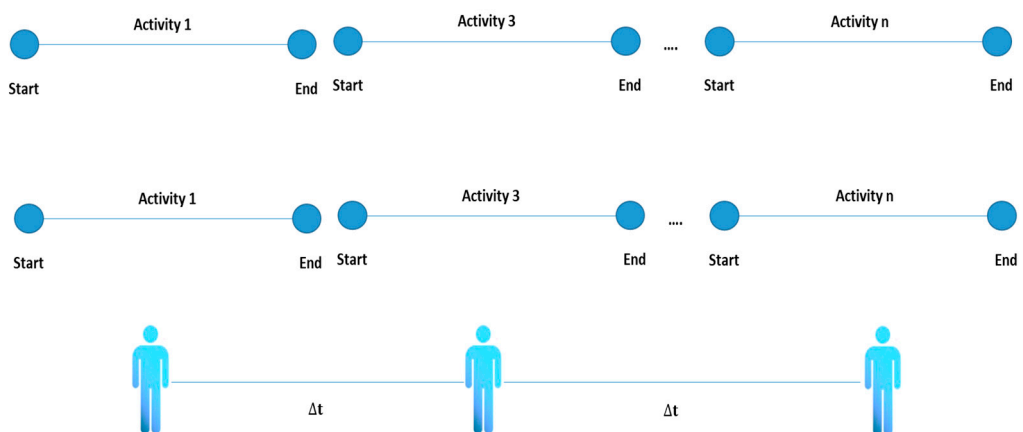 Activity 1 Activity 3 Activity n
....
Start End Start End Start End
Activity 1 Activity 3 Activity n
....
Start End Start End Start End
Δt Δt